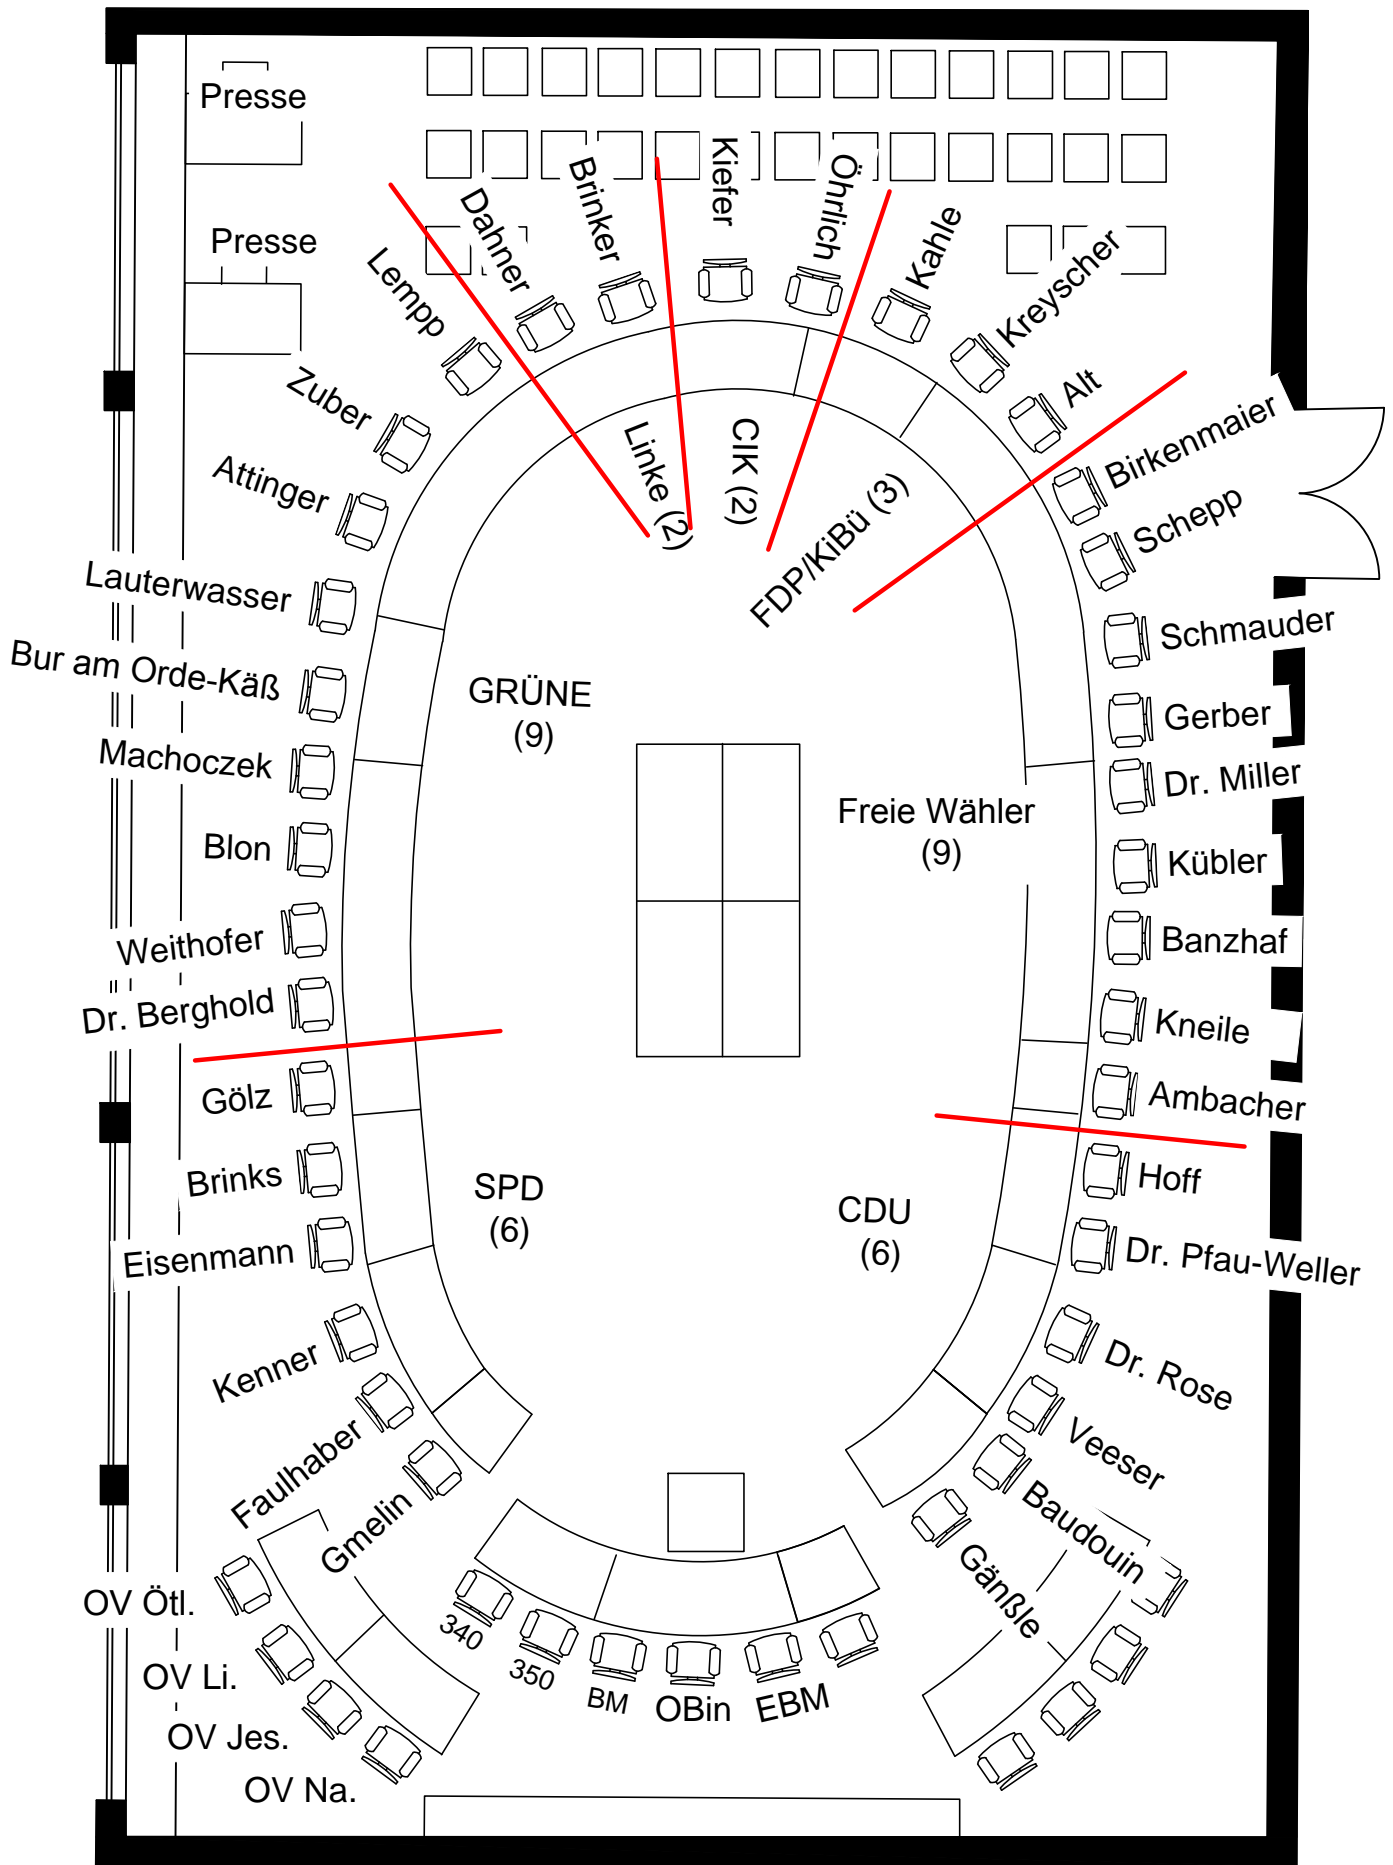 Presse
Presse
Kiefer
Brinker
Öhrlich
Dahner
Kahle
Lempp
Kreyscher
Zuber
Alt
Attinger
Birkenmaier
Schepp
Linke (2)
CIK (2)
FDP/KiBü (3)
Lauterwasser
Schmauder
Bur am Orde-Käß
GRÜNE
(9)
Gerber
Machoczek
Dr. Miller
Freie Wähler
(9)
Blon
Kübler
Weithofer
Banzhaf
Dr. Berghold
Kneile
Gölz
Ambacher
Brinks
SPD
(6)
Hoff
CDU
(6)
Eisenmann
Dr. Pfau-Weller
Kenner
Dr. Rose
Faulhaber
Veeser
Gmelin
Baudouin
Gänßle
OV Ötl.
OV Li.
OV Jes.
OV Na.
340
350
BM
OBin
EBM